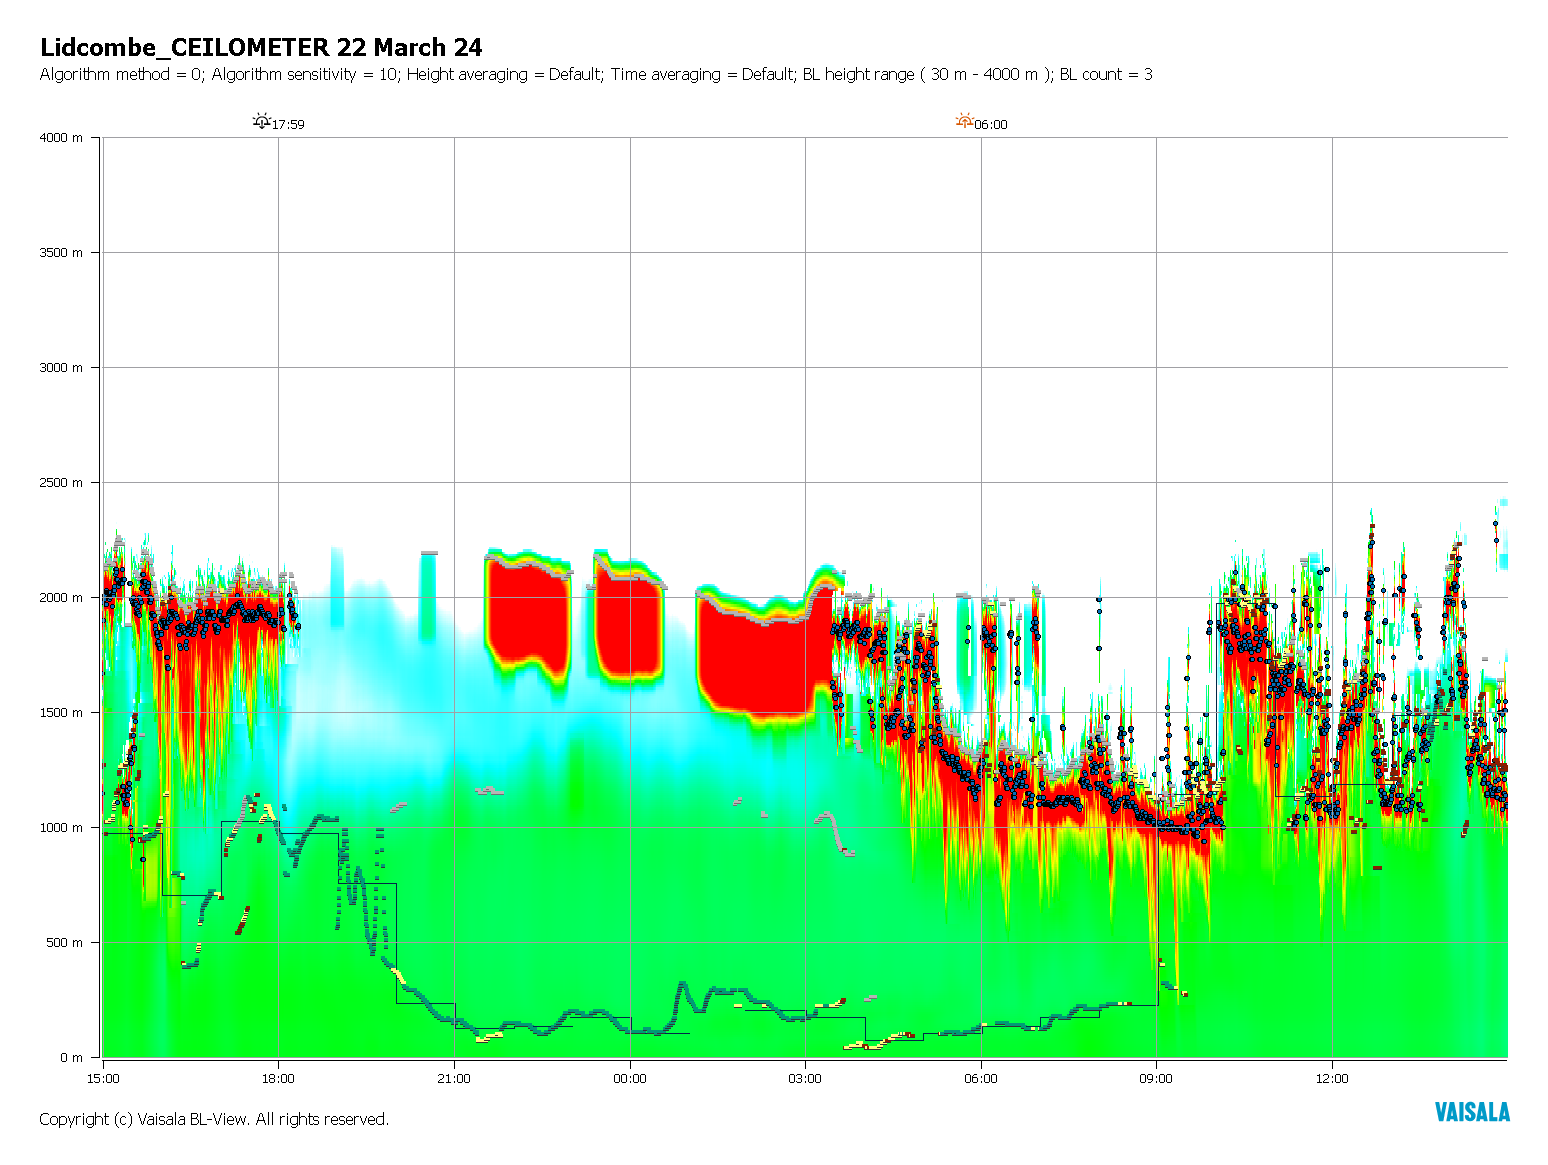 Lidcombe_CEILOMETER 22 March 24
Algorithm method = 0; Algorithm sensitivity = 10; Height averaging = Default; Time averaging = Default; BL height range ( 30 m - 4000 m ); BL count = 3
17:59
06:00
4000 m
3500 m
3000 m
2500 m
2000 m
1500 m
1000 m
500 m
0 m
15:00 18:00 21:00 00:00 03:00 06:00 09:00 12:00
Copyright (c) Vaisala BL-View. All rights reserved.
VAISALA